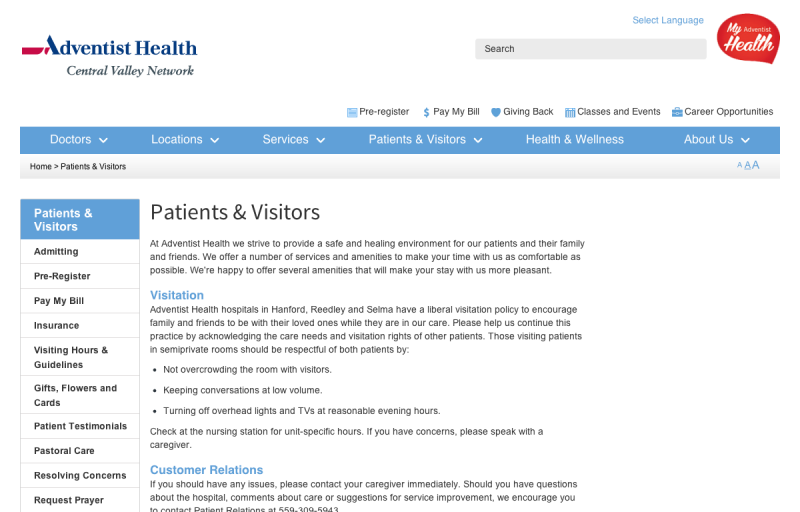 Select Language
Adventist Health
Central Valley Network
Search
My Adventist
Health
Pre-register
$ Pay My Bill
Giving Back
Classes and Events
Career Opportunities
Doctors
Locations
Services
Patients & Visitors
Health & Wellness
About Us
Home > Patients & Visitors
A A A
Patients &
Visitors
Admitting
Pre-Register
Pay My Bill
Insurance
Visiting Hours &
Guidelines
Gifts, Flowers and
Cards
Patient Testimonials
Pastoral Care
Resolving Concerns
Request Prayer
Patients & Visitors
At Adventist Health we strive to provide a safe and healing environment for our patients and their family
and friends. We offer a number of services and amenities to make your time with us as comfortable as
possible. We're happy to offer several amenities that will make your stay with us more pleasant.
Visitation
Adventist Health hospitals in Hanford, Reedley and Selma have a liberal visitation policy to encourage
family and friends to be with their loved ones while they are in our care. Please help us continue this
practice by acknowledging the care needs and visitation rights of other patients. Those visiting patients
in semiprivate rooms should be respectful of both patients by:
• Not overcrowding the room with visitors.
• Keeping conversations at low volume.
• Turning off overhead lights and TVs at reasonable evening hours.
Check at the nursing station for unit-specific hours. If you have concerns, please speak with a
caregiver.
Customer Relations
If you should have any issues, please contact your caregiver immediately. Should you have questions
about the hospital, comments about care or suggestions for service improvement, we encourage you
to contact Patient Relations at 559-309-5943